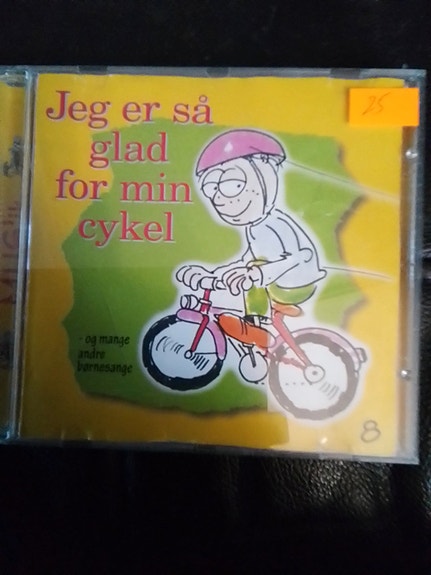 Jeg er så
glad
for min
cykel
- og mange
andre
børnesange
25
8